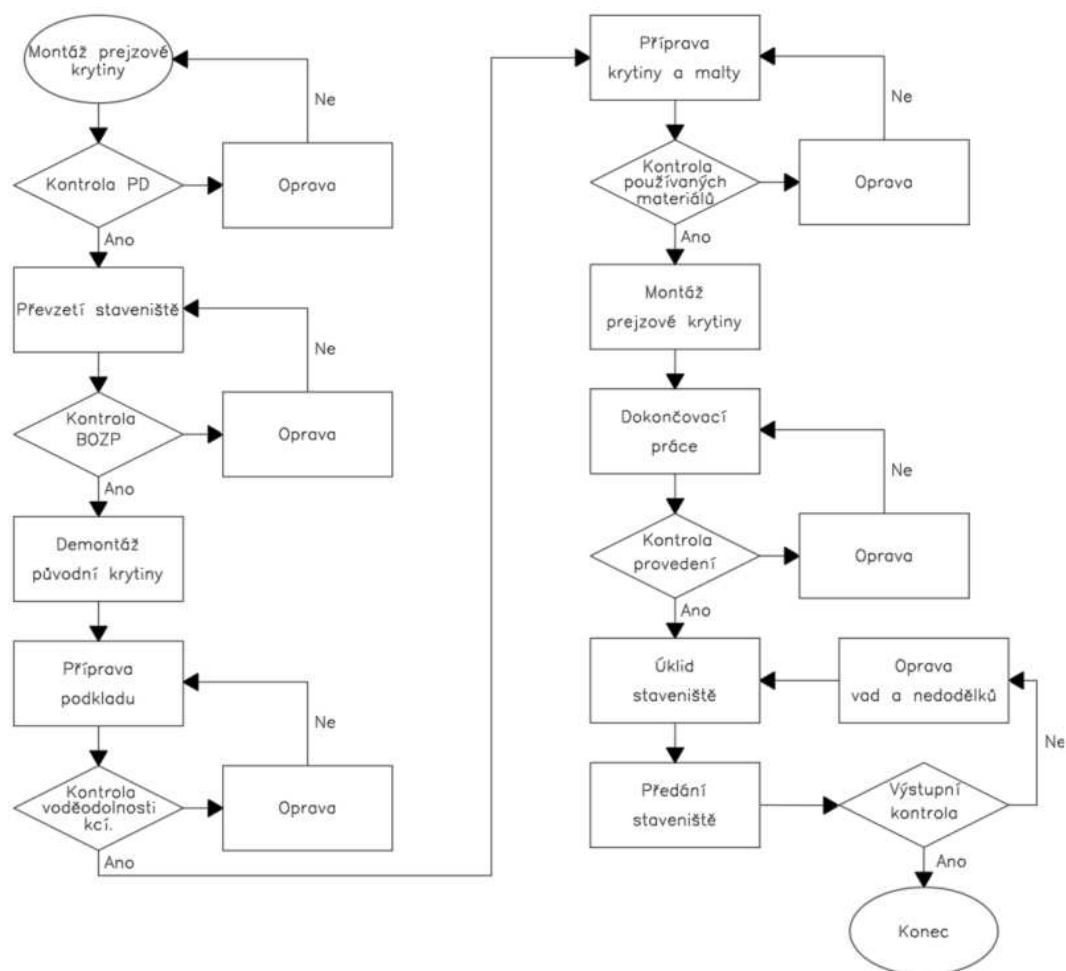 Montáž prejzové
krytiny
Ne
Kontrola PD
Oprava
Ano
Převzetí staveniště
Ne
Kontrola
BOZP
Oprava
Ano
Demontáž
původní krytiny
Příprava
podkladu
Ne
Kontrola
voděodolnosti
kcí.
Oprava
Ano
Příprava
krytiny a malty
Ne
Kontrola
používaných
materiálů
Oprava
Ano
Montáž
prejzové krytiny
Dokončovací
práce
Ne
Kontrola
provedení
Oprava
Ano
Úklid
staveniště
Oprava
vad a nedodělků
Ne
Předání
staveniště
Výstupní
kontrola
Ano
Konec